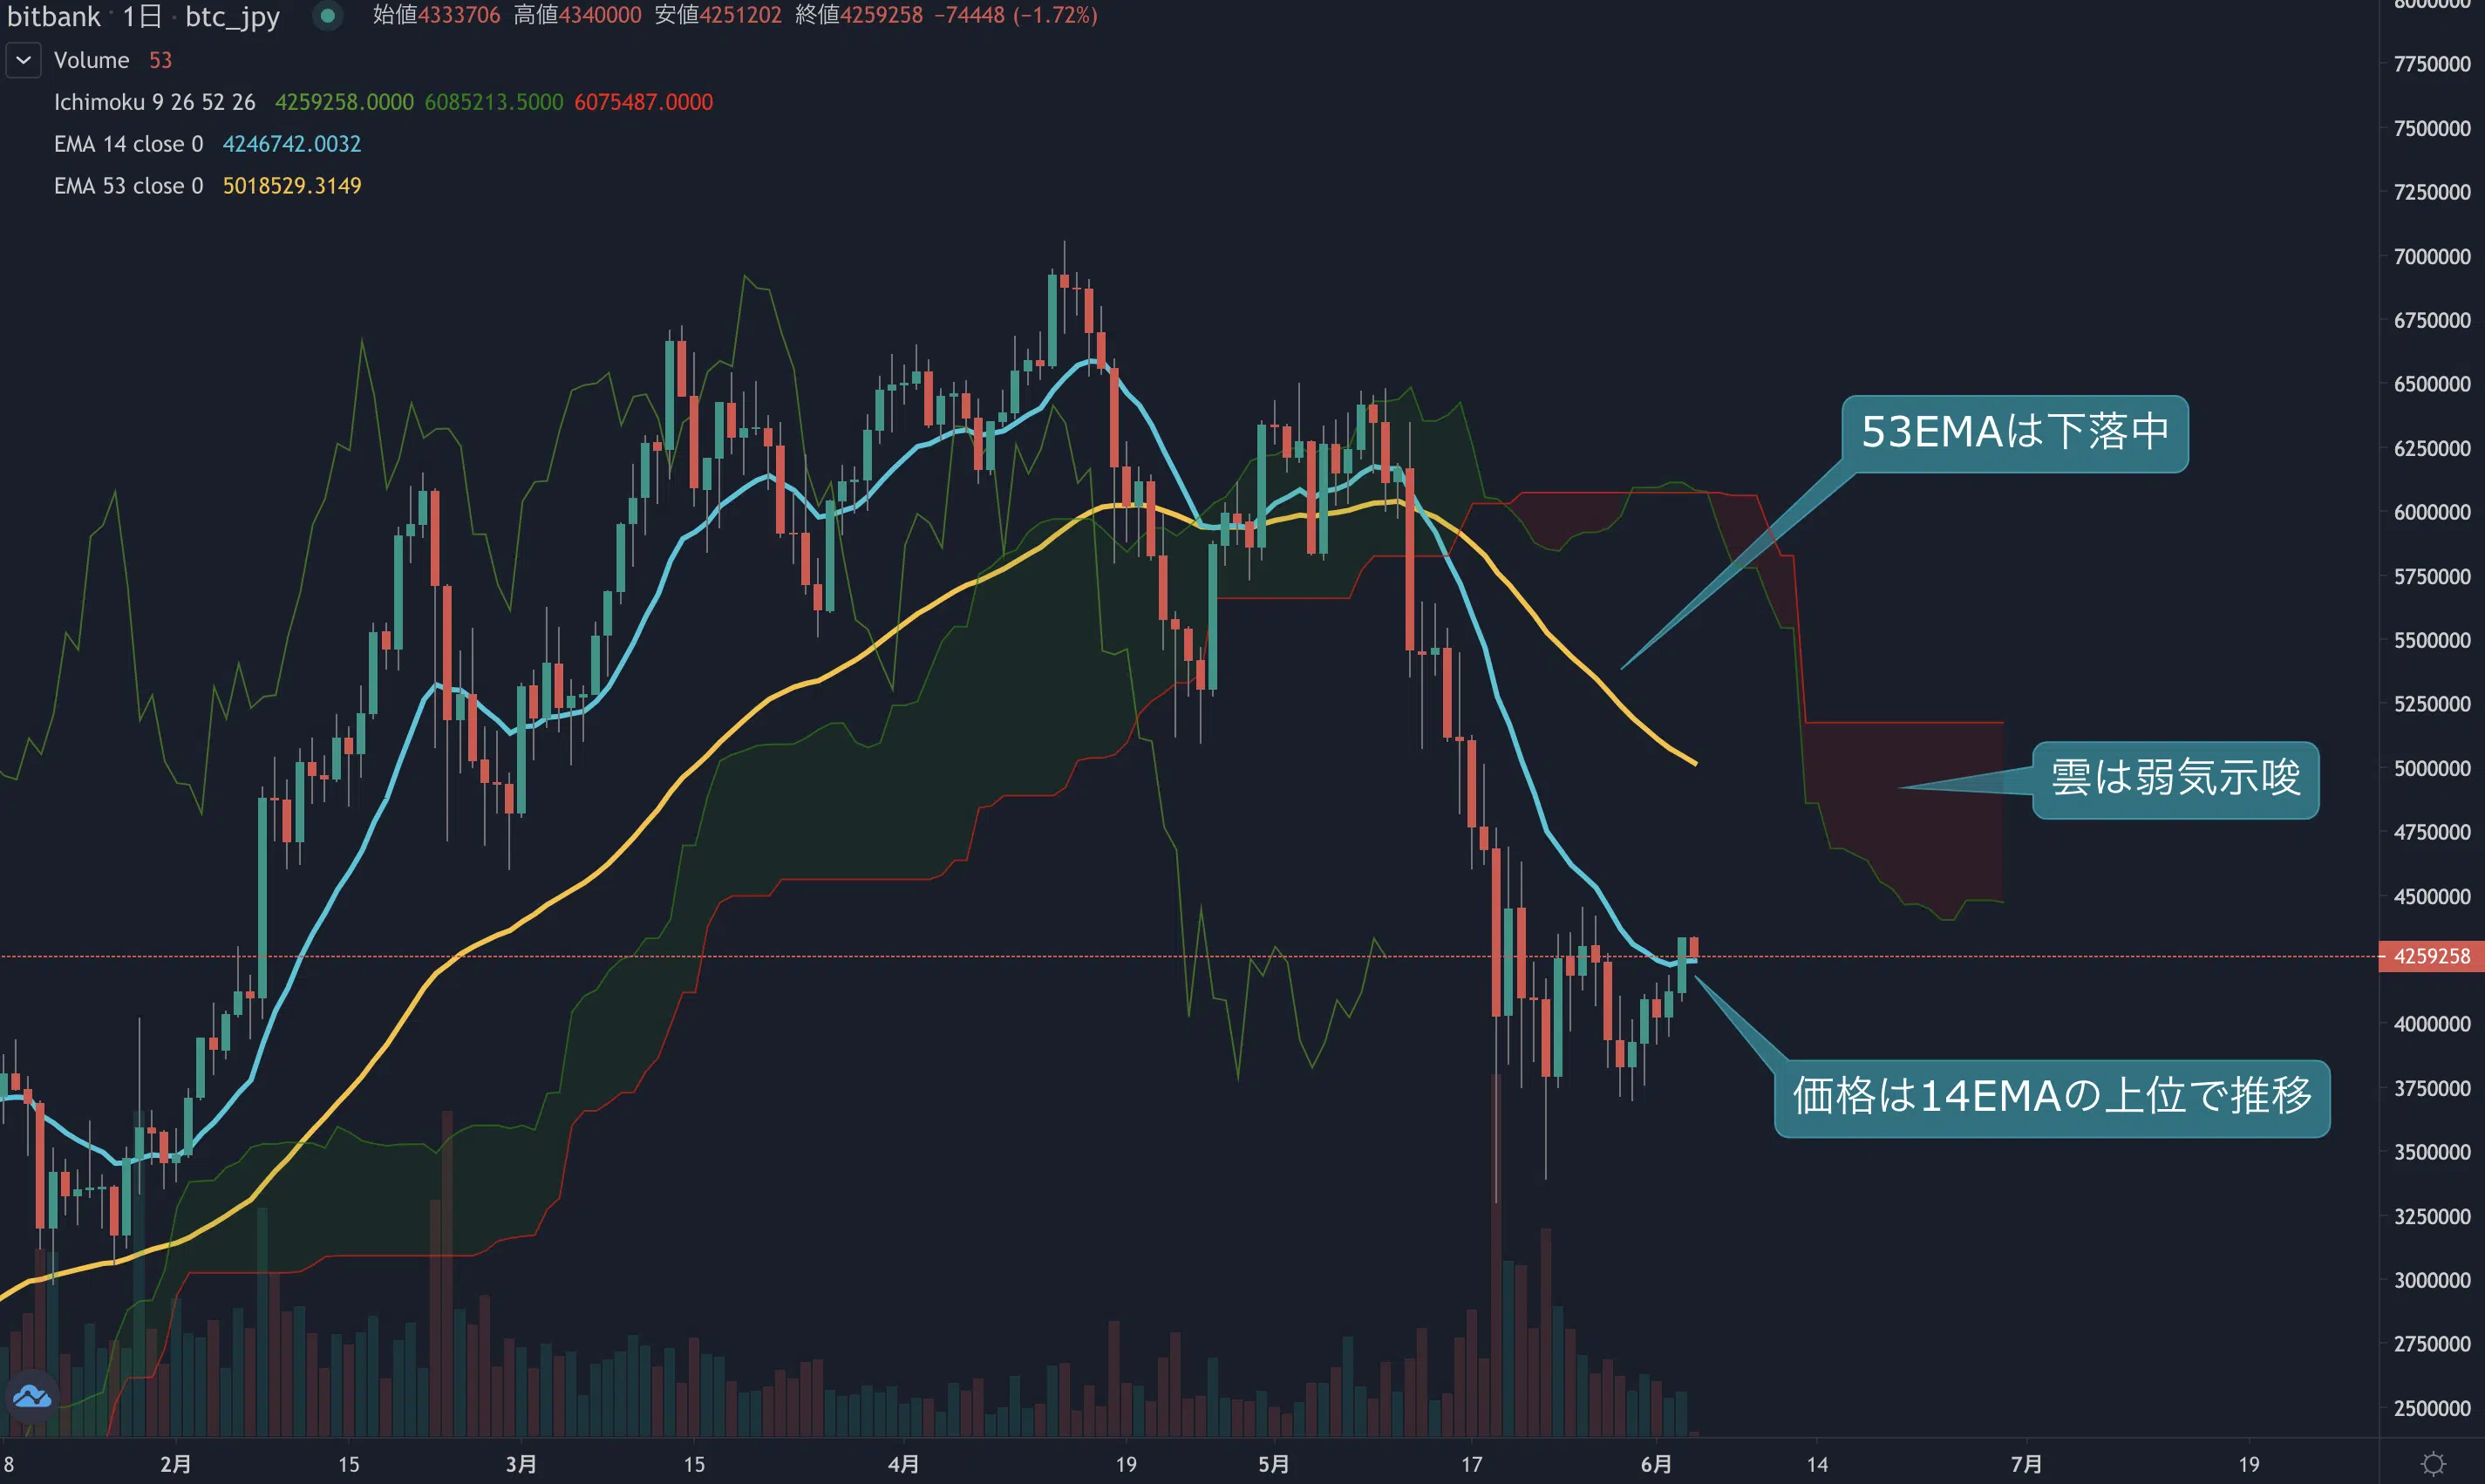 bitbank · 1日 · btc_jpy 始値4333706 高値4340000 安値4251202 終値4259258 −74448 (−1.72%)
Volume 53
Ichimoku 9 26 52 26 4259258.0000 6085213.5000 6075487.0000
EMA 14 close 0 4246742.0032
EMA 53 close 0 5018529.3149
8000000
7750000
7500000
7250000
7000000
6750000
6500000
6250000
6000000
5750000
5500000
5250000
5000000
4750000
4500000
4259258
4000000
3750000
3500000
3250000
3000000
2750000
2500000
53EMAは下落中
雲は弱気示唆
価格は14EMAの上位で推移
8 2月 15 3月 15 4月 19 5月 17 6月 14 7月 19